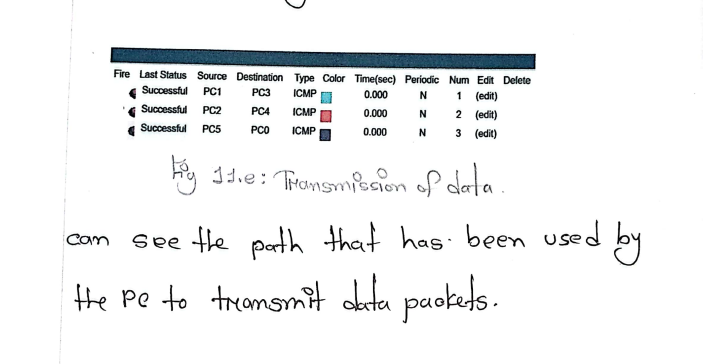 Fire Last Status Source Destination Type Color Time(sec) Periodic Num Edit Delete
Successful PC1 PC3 ICMP 0.000 N 1 (edit)
Successful PC2 PC4 ICMP 0.000 N 2 (edit)
Successful PC5 PC0 ICMP 0.000 N 3 (edit)
Fig 11.e: Transmission of data.
can see the path that has been used by
the PC to transmit data packets.